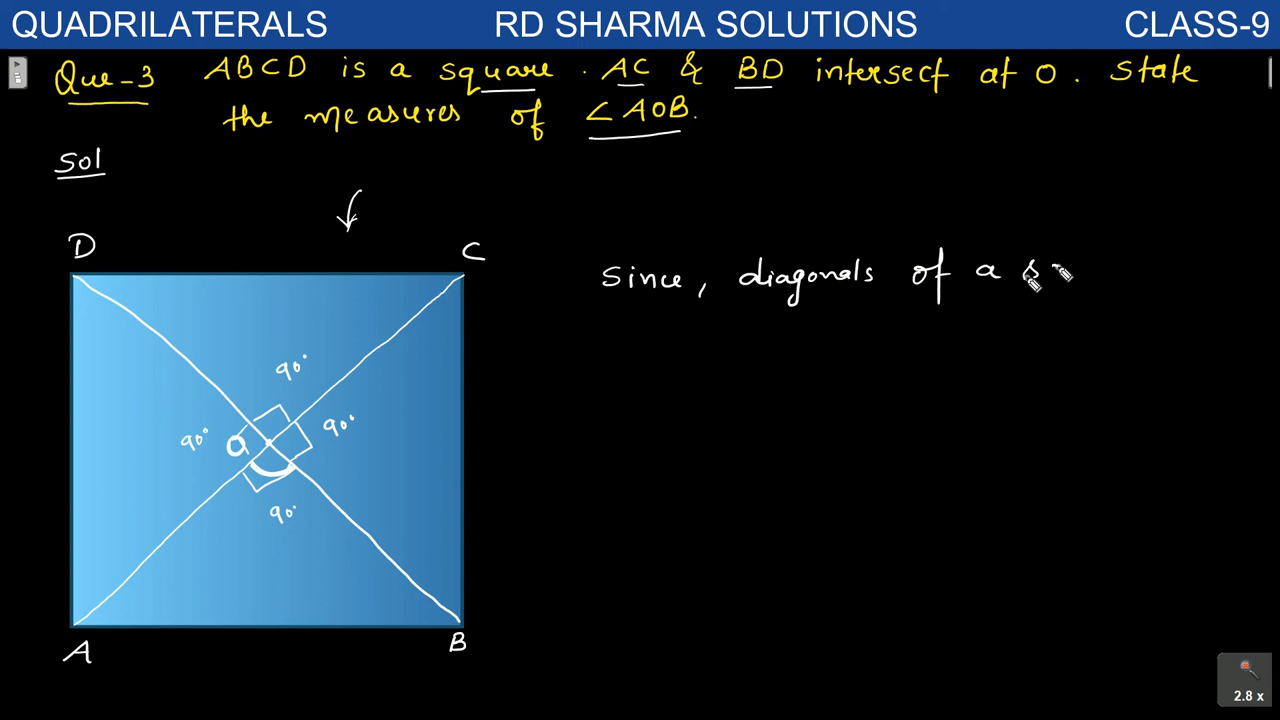 QUADRILATERALS RD SHARMA SOLUTIONS CLASS-9
Que-3 ABCD is a square. AC & BD intersect at O. State
the measures of ∠AOB.
Sol
D C
Since, diagonals of a s
90°
90° O 90°
90°
A B
2.8 x